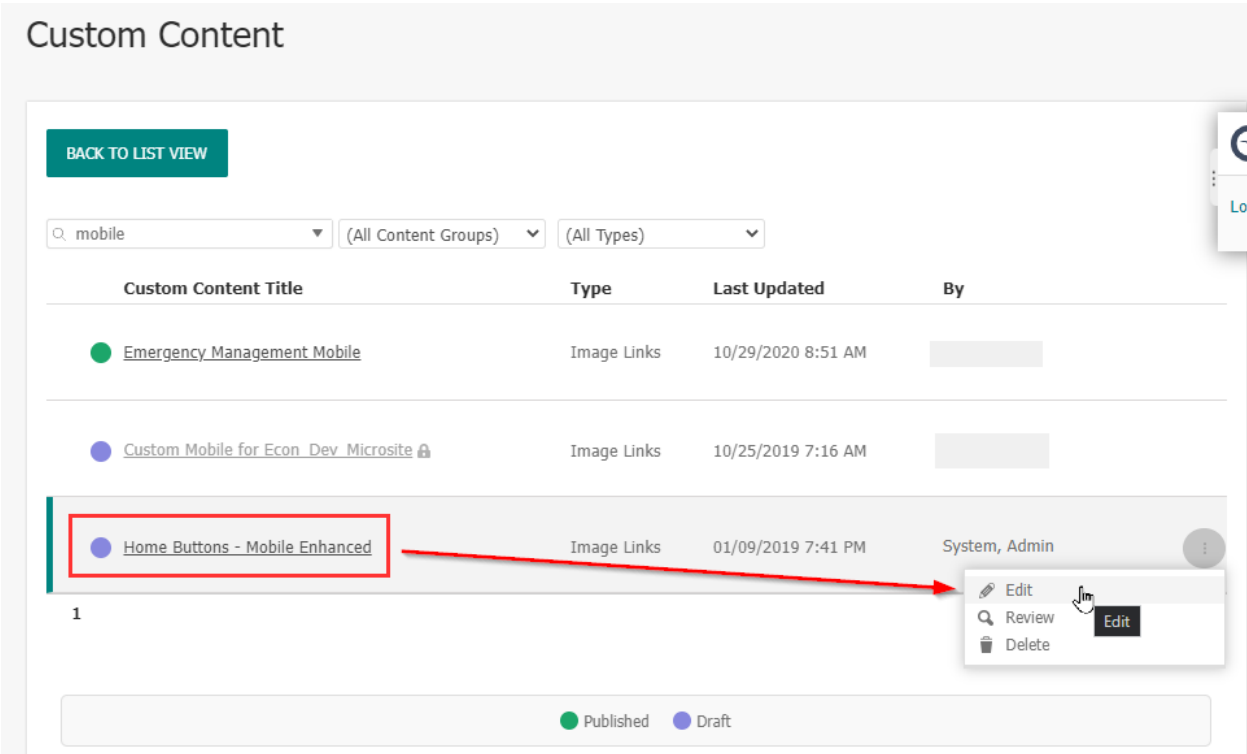 Custom Content
BACK TO LIST VIEW
mobile (All Content Groups) (All Types)
Custom Content Title Type Last Updated By
Emergency Management Mobile Image Links 10/29/2020 8:51 AM
Custom Mobile for Econ_Dev_Microsite Image Links 10/25/2019 7:16 AM
Home Buttons - Mobile Enhanced Image Links 01/09/2019 7:41 PM System, Admin
Edit
Review
Delete
Edit
1
Published Draft